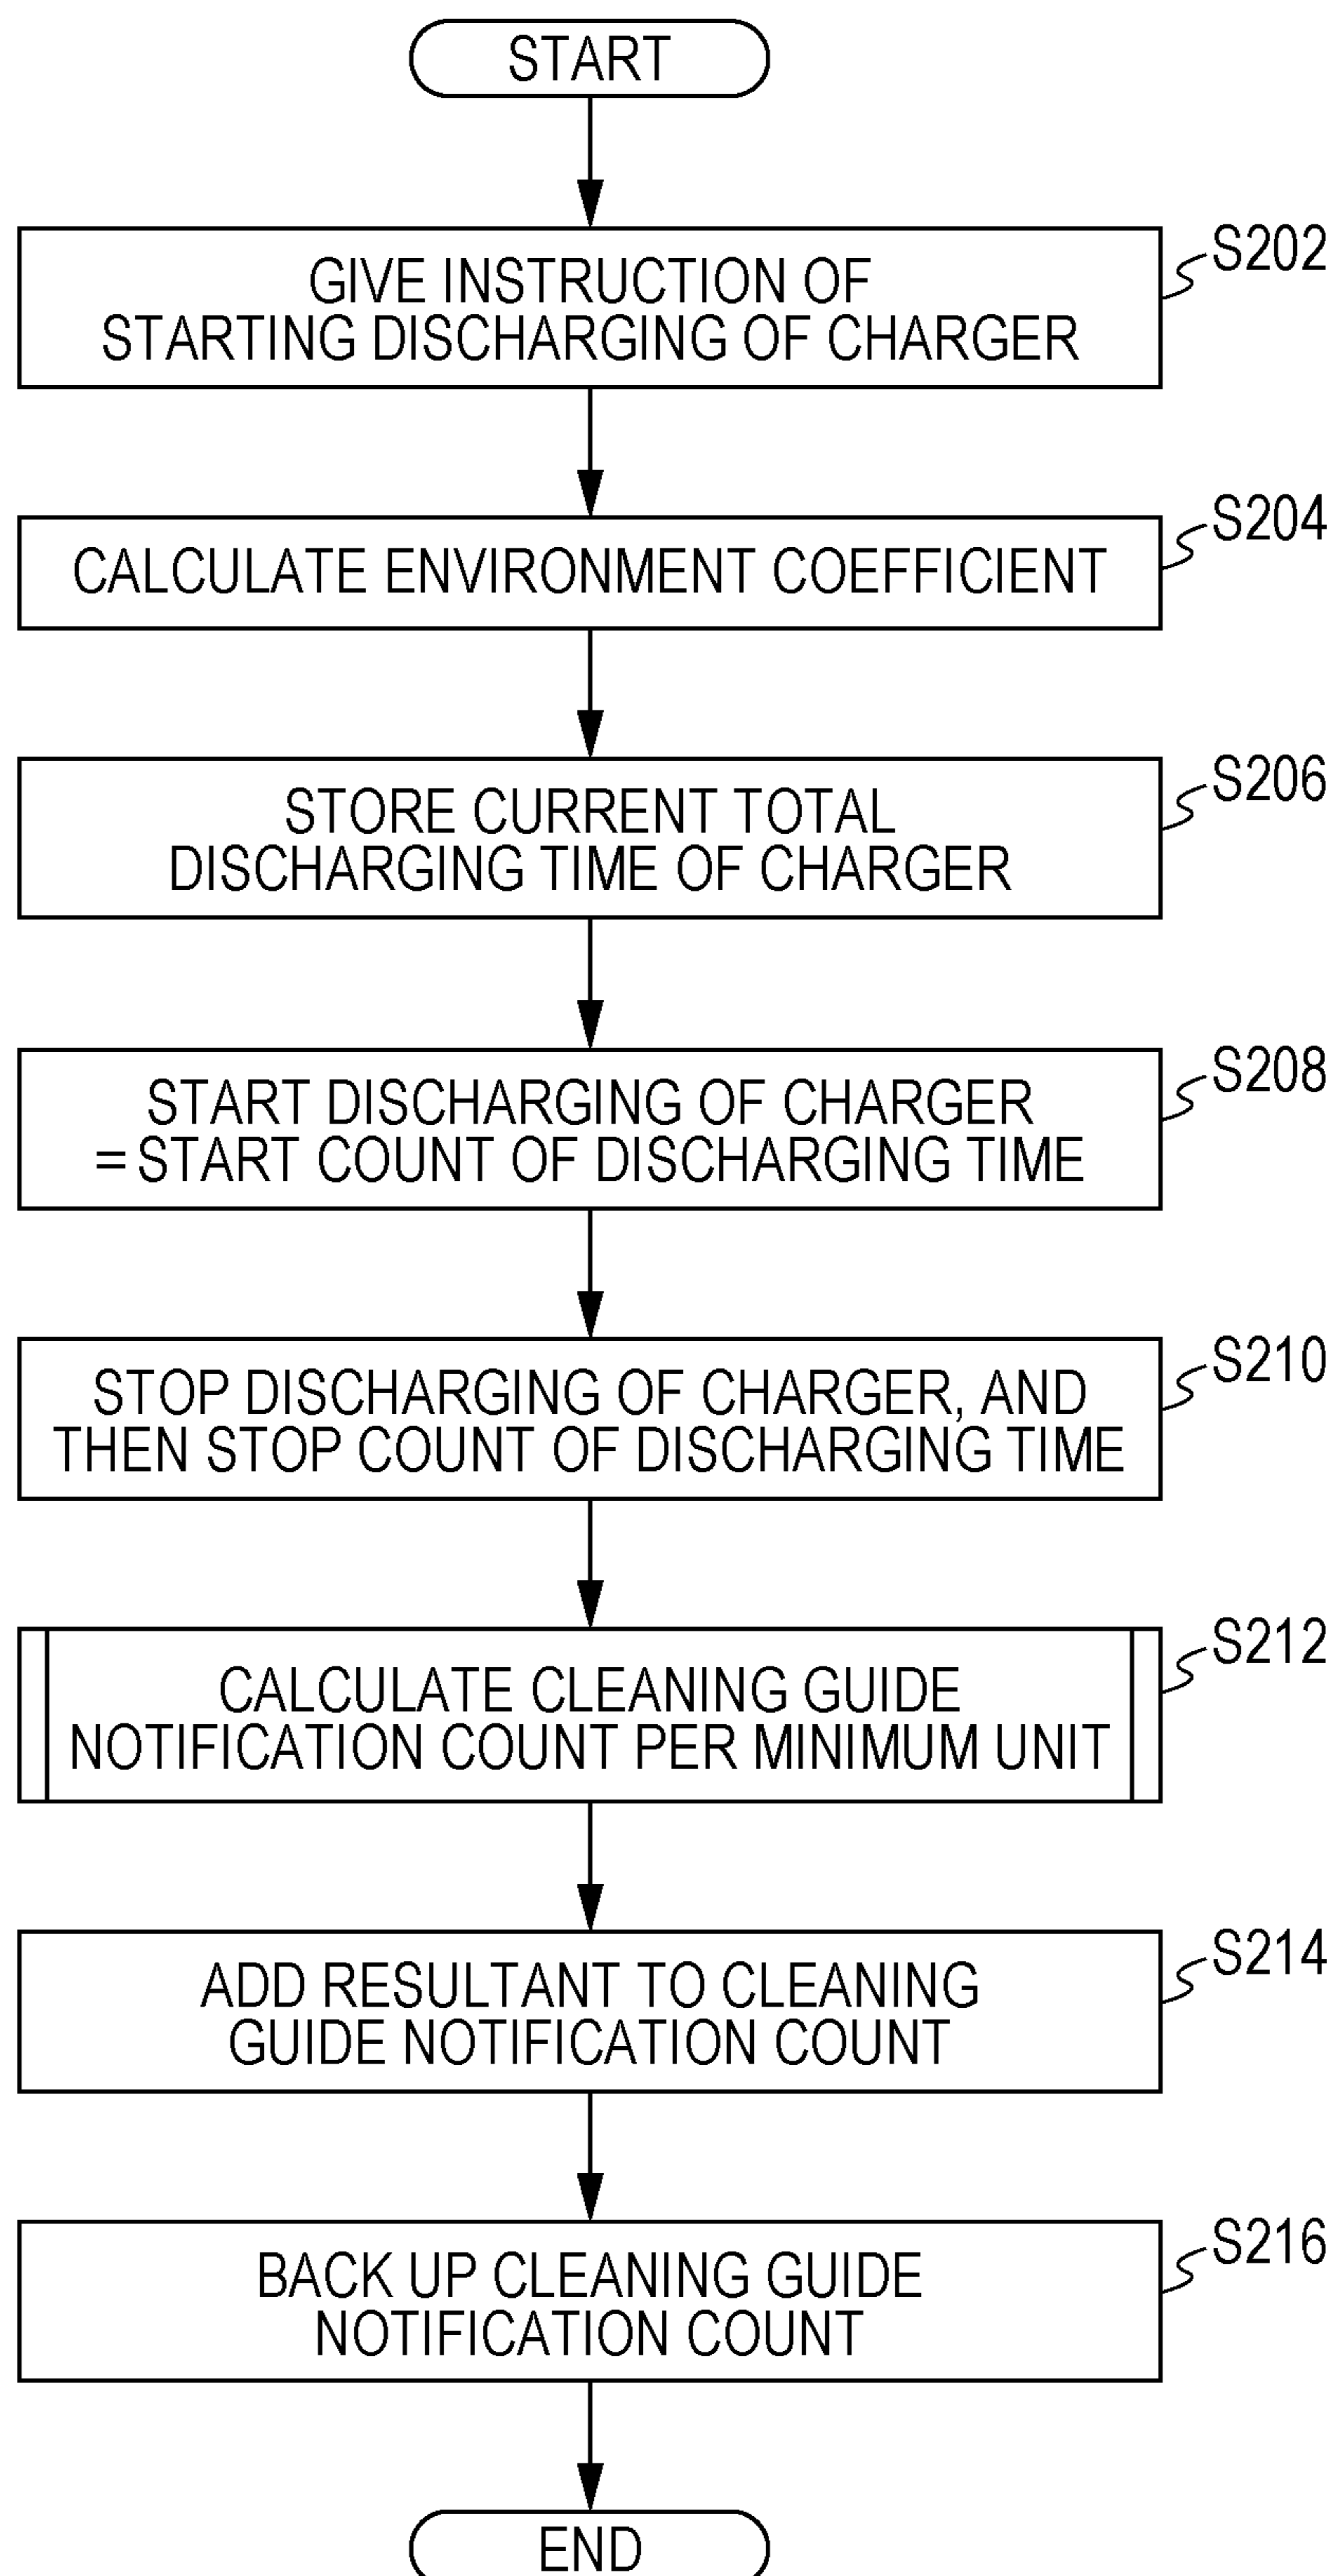 START
S202
GIVE INSTRUCTION OF
STARTING DISCHARGING OF CHARGER
S204
CALCULATE ENVIRONMENT COEFFICIENT
S206
STORE CURRENT TOTAL
DISCHARGING TIME OF CHARGER
S208
START DISCHARGING OF CHARGER
= START COUNT OF DISCHARGING TIME
S210
STOP DISCHARGING OF CHARGER, AND
THEN STOP COUNT OF DISCHARGING TIME
S212
CALCULATE CLEANING GUIDE
NOTIFICATION COUNT PER MINIMUM UNIT
S214
ADD RESULTANT TO CLEANING
GUIDE NOTIFICATION COUNT
S216
BACK UP CLEANING GUIDE
NOTIFICATION COUNT
END